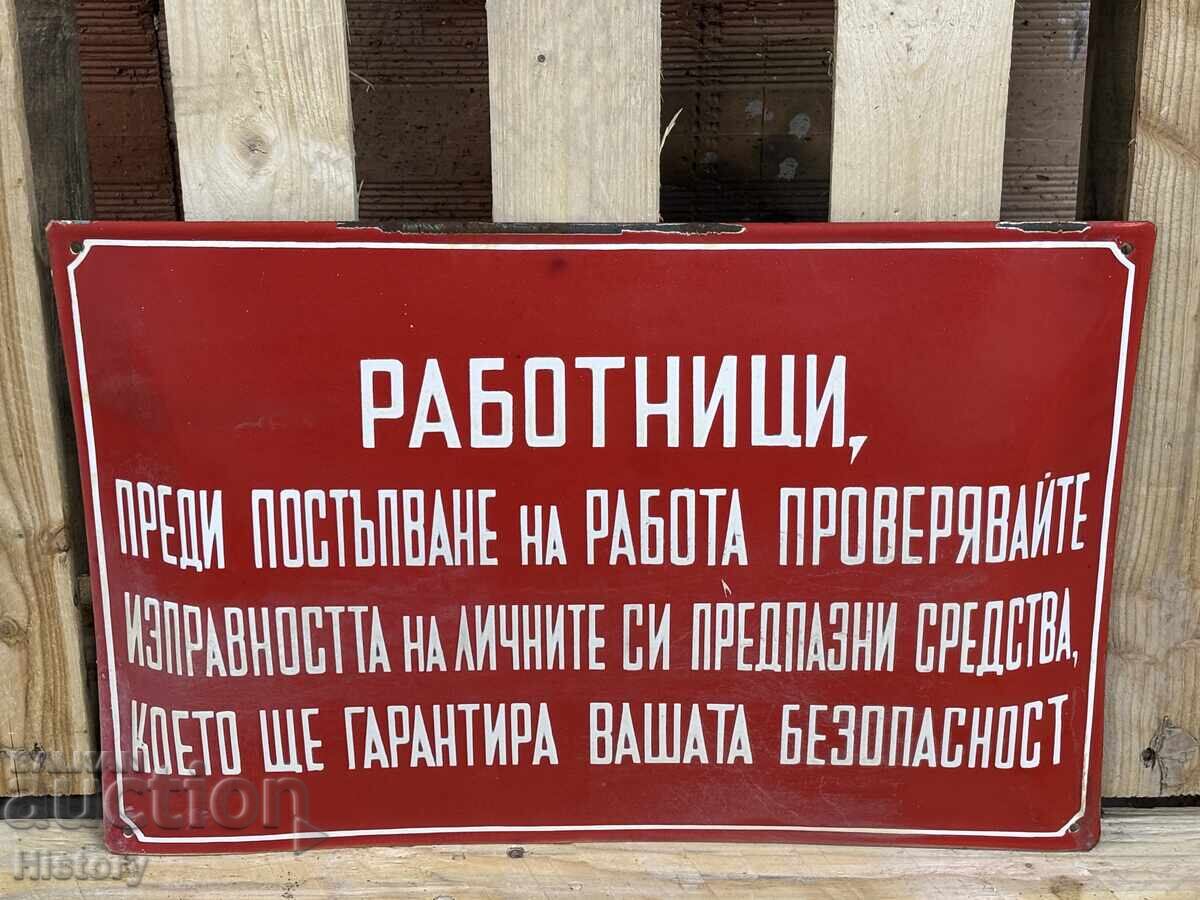 РАБОТНИЦИ,
ПРЕДИ ПОСТЪПВАНЕ НА РАБОТА ПРОВЕРЯВАЙТЕ
ИЗПРАВНОСТТА НА ЛИЧНИТЕ СИ ПРЕДПАЗНИ СРЕДСТВА,
КОЕТО ЩЕ ГАРАНТИРА ВАШАТА БЕЗОПАСНОСТ
auction
History